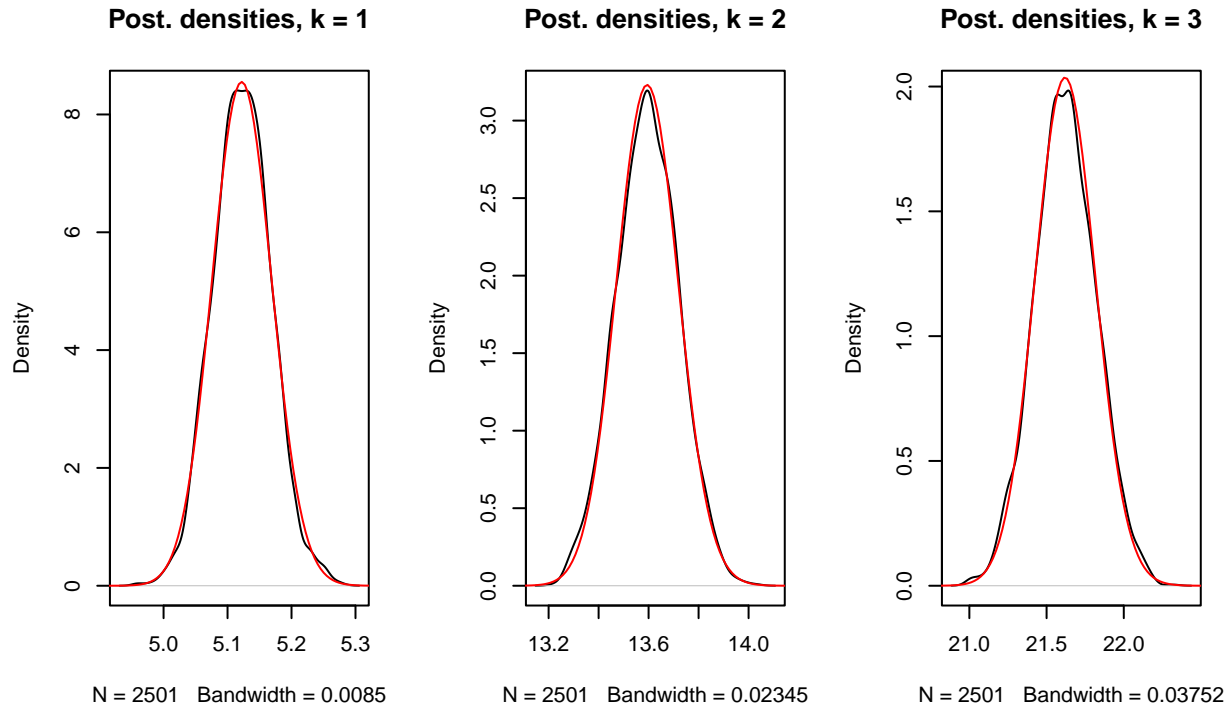 Post. densities, k = 1
Density
8
6
4
2
0
5.0 5.1 5.2 5.3
N = 2501 Bandwidth = 0.0085
Post. densities, k = 2
Density
3.0
2.5
2.0
1.5
1.0
0.5
0.0
13.2 13.6 14.0
N = 2501 Bandwidth = 0.02345
Post. densities, k = 3
Density
2.0
1.5
1.0
0.5
0.0
21.0 21.5 22.0
N = 2501 Bandwidth = 0.03752